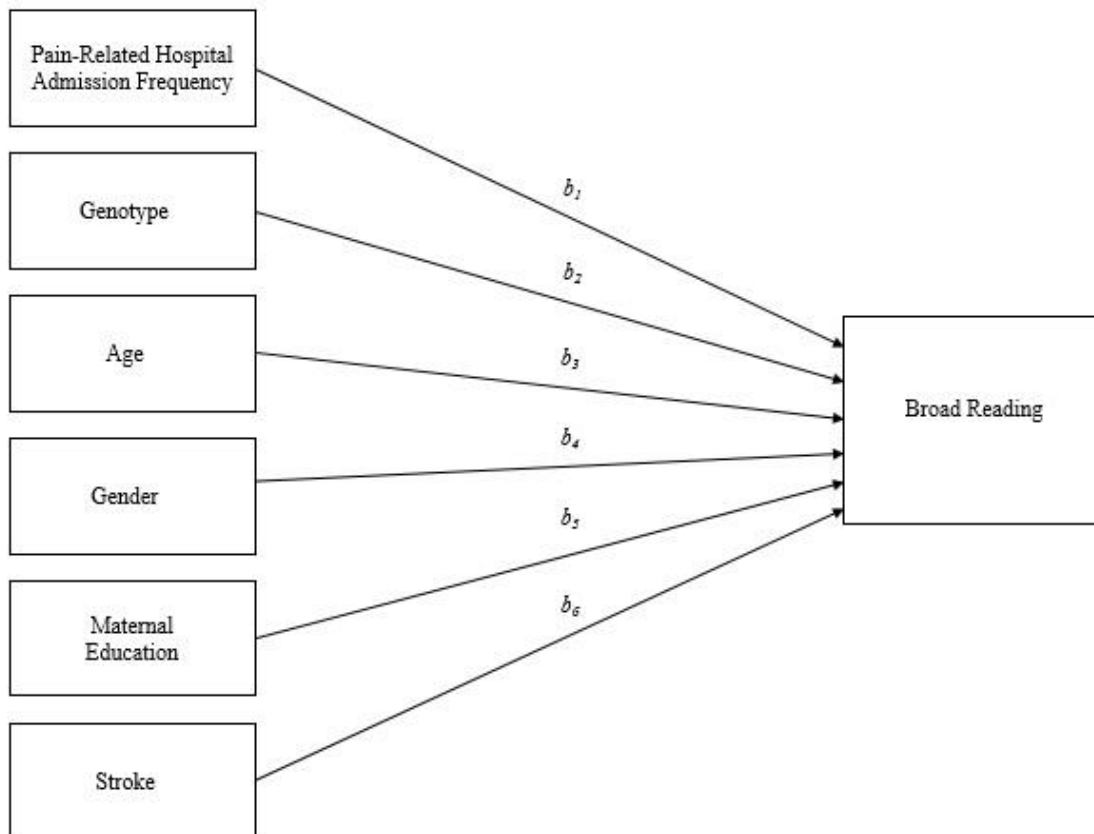 Pain-Related Hospital
Admission Frequency
b₁
Genotype
b₂
Age
b₃
Broad Reading
b₄
Gender
b₅
Maternal
Education
b₆
Stroke